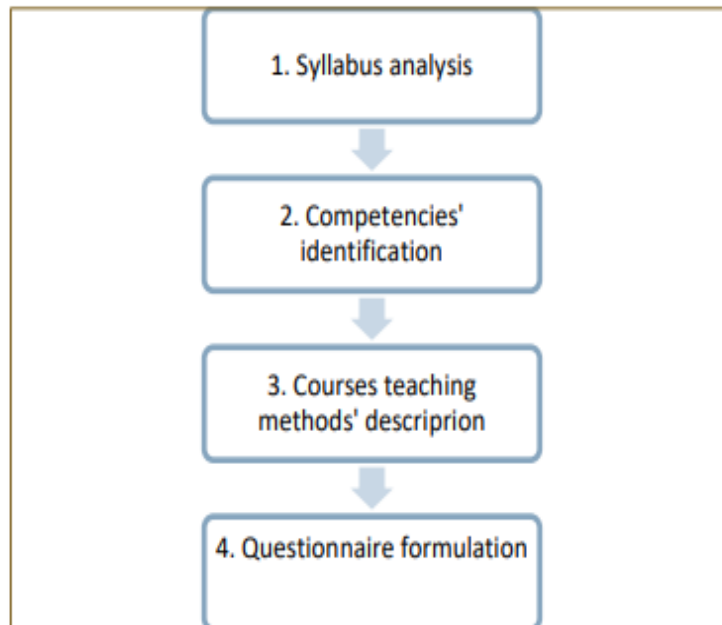 1. Syllabus analysis
2. Competencies'
identification
3. Courses teaching
methods' descriprion
4. Questionnaire formulation